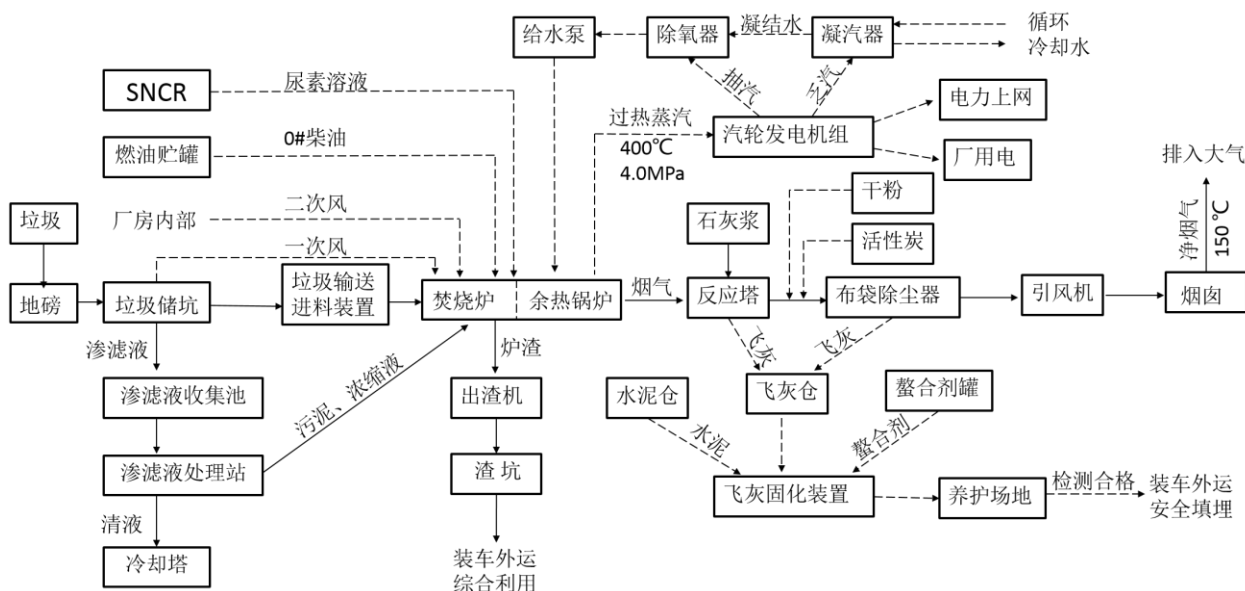 给水泵
除氧器
凝结水
凝汽器
循环
冷却水
SNCR
尿素溶液
抽汽
乏汽
过热蒸汽
400℃
4.0MPa
汽轮发电机组
电力上网
厂用电
燃油贮罐
0#柴油
排入大气
净烟气
150 ℃
干粉
垃圾
厂房内部
二次风
石灰浆
活性炭
一次风
地磅
垃圾储坑
垃圾输送
进料装置
焚烧炉
余热锅炉
烟气
反应塔
布袋除尘器
引风机
烟囱
渗滤液
炉渣
飞灰
飞灰
渗滤液收集池
污泥、浓缩液
出渣机
水泥仓
飞灰仓
螯合剂罐
水泥
螯合剂
渗滤液处理站
渣 坑
飞灰固化装置
养护场地
检测合格
装车外运
安全填埋
清液
冷却塔
装车外运
综合利用